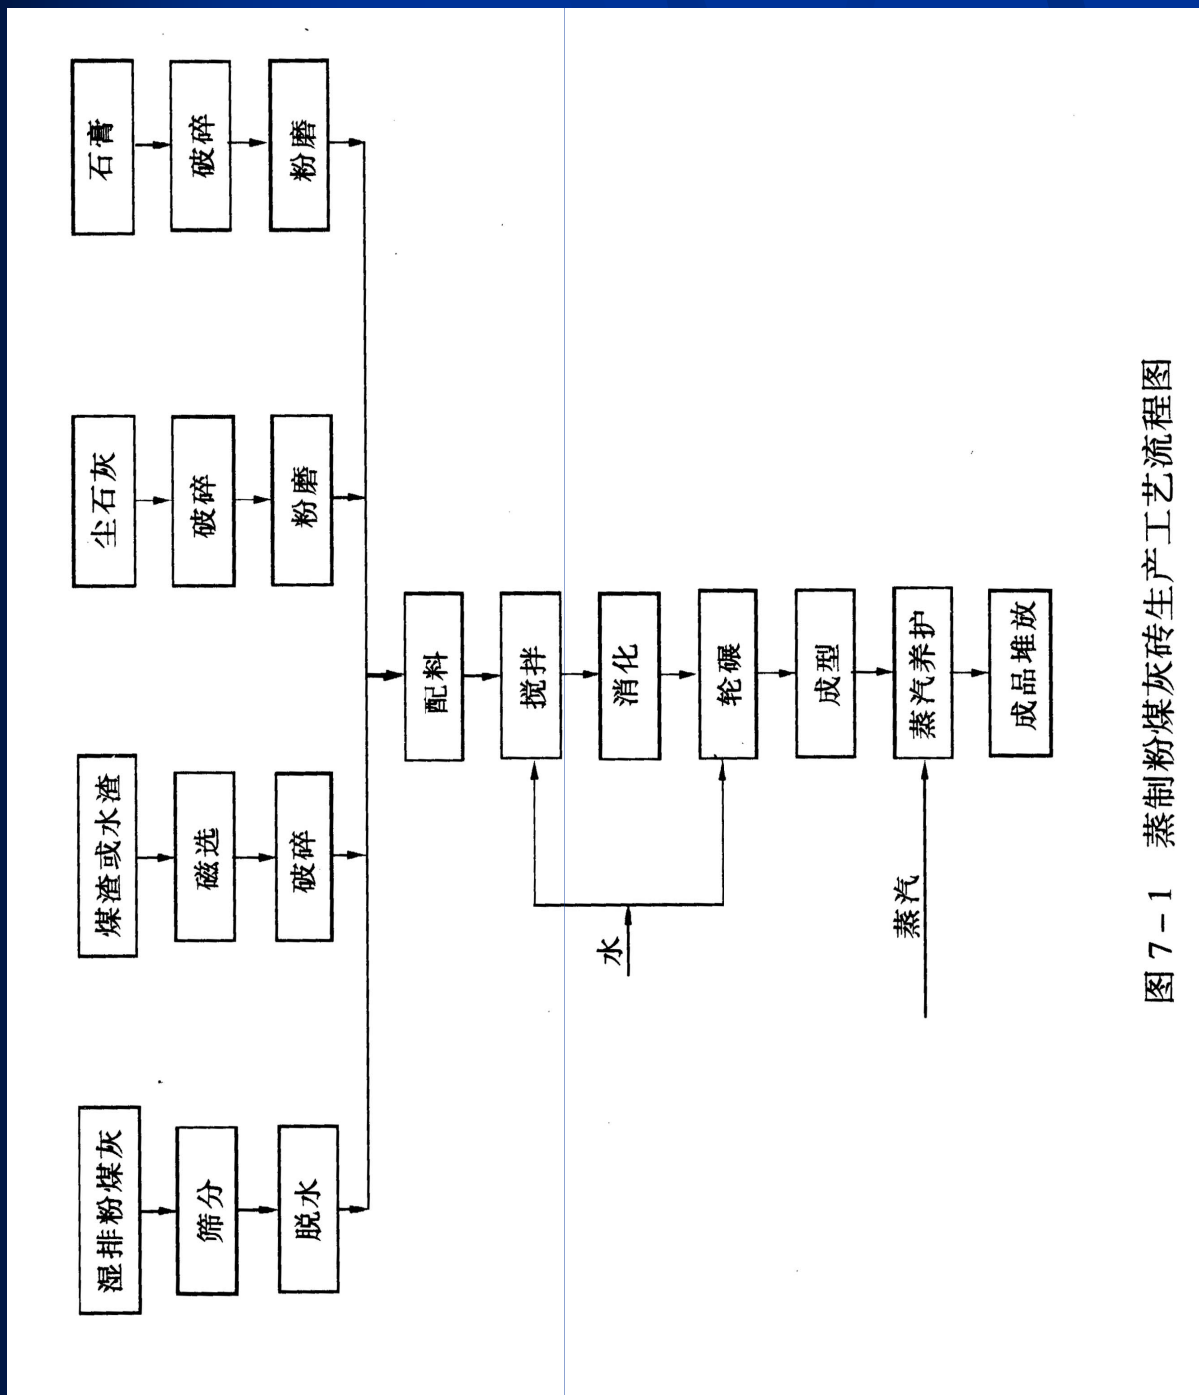 湿排粉煤灰
煤渣或水渣
尘石灰
石膏
筛分
磁选
破碎
破碎
脱水
破碎
粉磨
粉磨
配料
搅拌
水
消化
轮碾
成型
蒸汽
蒸汽养护
成品堆放
图7-1 蒸制粉煤灰砖生产工艺流程图